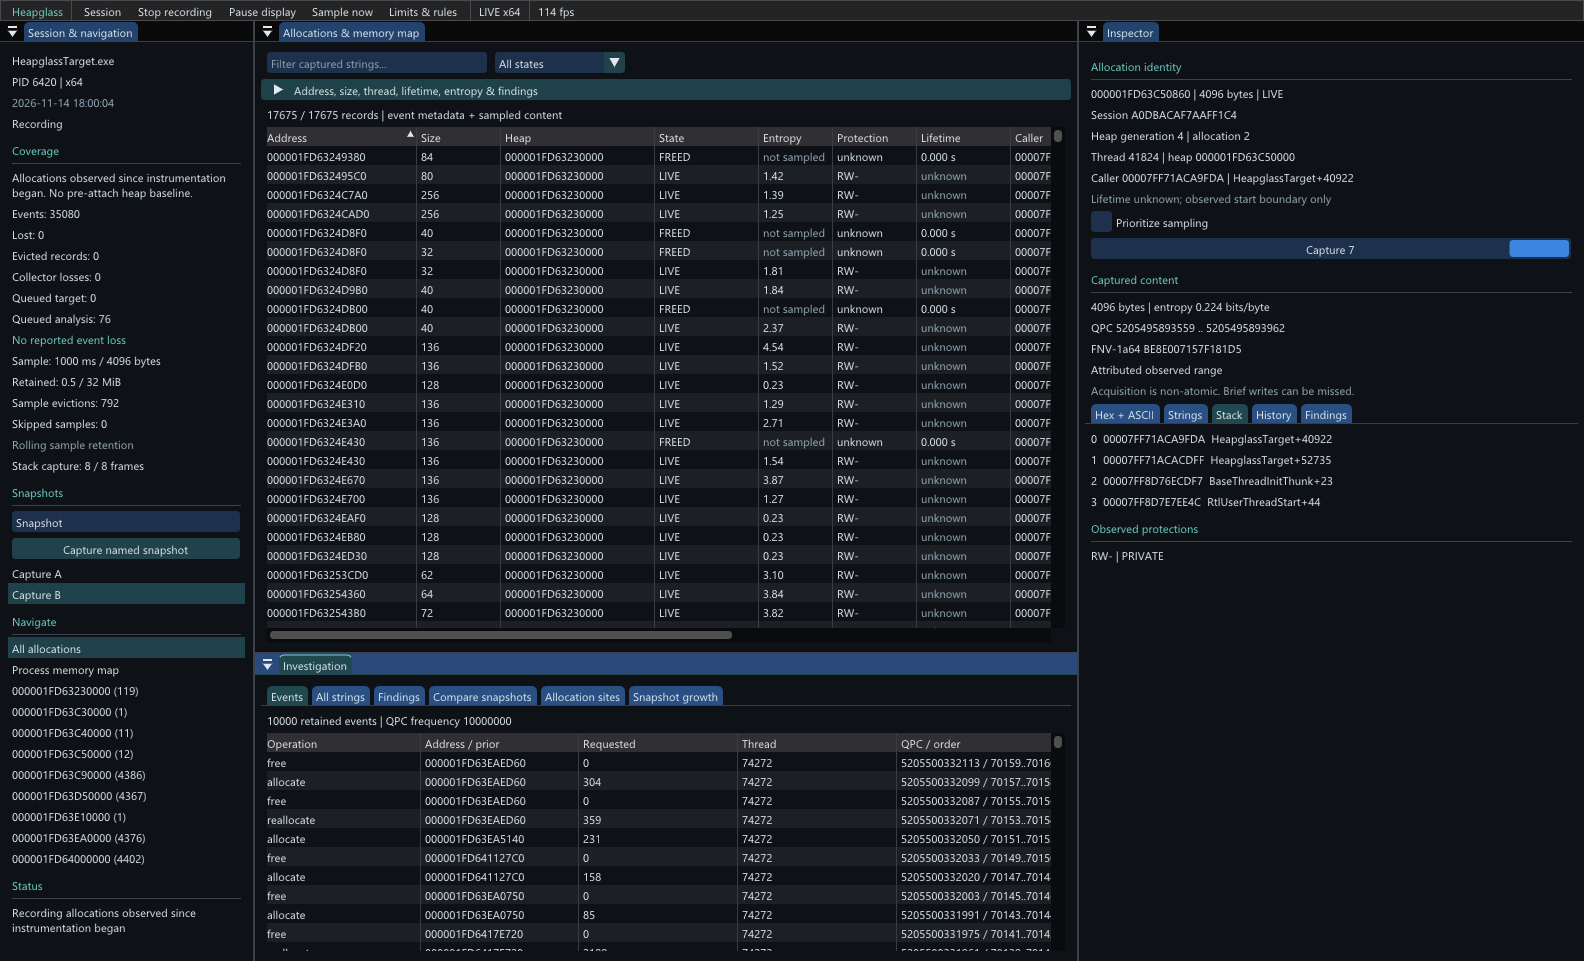 Heapglass Session Stop recording Pause display Sample now Limits & rules LIVE x64 114 fps
Session & navigation
HeapglassTarget.exe
PID 6420 | x64
2026-11-14 18:00:04
Recording
Coverage
Allocations observed since instrumentation
began. No pre-attach heap baseline.
Events: 35080
Lost: 0
Evicted records: 0
Collector losses: 0
Queued target: 0
Queued analysis: 76
No reported event loss
Sample: 1000 ms / 4096 bytes
Retained: 0.5 / 32 MiB
Sample evictions: 792
Skipped samples: 0
Rolling sample retention
Stack capture: 8 / 8 frames
Snapshots
Snapshot
Capture named snapshot
Capture A
Capture B
Navigate
All allocations
Process memory map
000001FD63230000 (119)
000001FD63C30000 (1)
000001FD63C40000 (11)
000001FD63C50000 (12)
000001FD63C90000 (4386)
000001FD63D50000 (4367)
000001FD63E10000 (1)
000001FD63EA0000 (4376)
000001FD64000000 (4402)
Status
Recording allocations observed since
instrumentation began
Allocations & memory map
Filter captured strings... All states
Address, size, thread, lifetime, entropy & findings
17675 / 17675 records | event metadata + sampled content
Address Size Heap State Entropy Protection Lifetime Caller
000001FD63249380 84 000001FD63230000 FREED not sampled unknown 0.000 s 00007F
000001FD632495C0 80 000001FD63230000 LIVE 1.42 RW- unknown 00007F
000001FD6324C7A0 256 000001FD63230000 LIVE 1.39 RW- unknown 00007F
000001FD6324CAD0 256 000001FD63230000 LIVE 1.25 RW- unknown 00007F
000001FD6324D8F0 40 000001FD63230000 FREED not sampled unknown 0.000 s 00007F
000001FD6324D8F0 32 000001FD63230000 FREED not sampled unknown 0.000 s 00007F
000001FD6324D8F0 32 000001FD63230000 LIVE 1.81 RW- unknown 00007F
000001FD6324D9B0 40 000001FD63230000 LIVE 1.84 RW- unknown 00007F
000001FD6324DB00 40 000001FD63230000 FREED not sampled unknown 0.000 s 00007F
000001FD6324DB00 40 000001FD63230000 LIVE 2.37 RW- unknown 00007F
000001FD6324DF20 136 000001FD63230000 LIVE 4.54 RW- unknown 00007F
000001FD6324DFB0 136 000001FD63230000 LIVE 1.52 RW- unknown 00007F
000001FD6324E0D0 128 000001FD63230000 LIVE 0.23 RW- unknown 00007F
000001FD6324E310 136 000001FD63230000 LIVE 1.29 RW- unknown 00007F
000001FD6324E3A0 136 000001FD63230000 LIVE 2.71 RW- unknown 00007F
000001FD6324E430 136 000001FD63230000 FREED not sampled unknown 0.000 s 00007F
000001FD6324E430 136 000001FD63230000 LIVE 1.54 RW- unknown 00007F
000001FD6324E670 136 000001FD63230000 LIVE 3.87 RW- unknown 00007F
000001FD6324E700 136 000001FD63230000 LIVE 1.27 RW- unknown 00007F
000001FD6324EAF0 128 000001FD63230000 LIVE 0.23 RW- unknown 00007F
000001FD6324EB80 128 000001FD63230000 LIVE 0.23 RW- unknown 00007F
000001FD6324ED30 128 000001FD63230000 LIVE 0.23 RW- unknown 00007F
000001FD63253CD0 62 000001FD63230000 LIVE 3.10 RW- unknown 00007F
000001FD63254360 64 000001FD63230000 LIVE 3.84 RW- unknown 00007F
000001FD632543B0 72 000001FD63230000 LIVE 3.82 RW- unknown 00007F
Investigation
Events All strings Findings Compare snapshots Allocation sites Snapshot growth
10000 retained events | QPC frequency 10000000
Operation Address / prior Requested Thread QPC / order
free 000001FD63EAED60 0 74272 5205500332113 / 70159..7016
allocate 000001FD63EAED60 304 74272 5205500332099 / 70157..7015
free 000001FD63EAED60 0 74272 5205500332087 / 70155..7015
reallocate 000001FD63EAED60 359 74272 5205500332071 / 70153..7015
allocate 000001FD63EA5140 231 74272 5205500332050 / 70151..7015
free 000001FD641127C0 0 74272 5205500332033 / 70149..7015
allocate 000001FD641127C0 158 74272 5205500332020 / 70147..7014
free 000001FD63EA0750 0 74272 5205500332003 / 70145..7014
allocate 000001FD63EA0750 85 74272 5205500331991 / 70143..7014
free 000001FD6417E720 0 74272 5205500331975 / 70141..7014
Inspector
Allocation identity
000001FD63C50860 | 4096 bytes | LIVE
Session A0DBACAF7AAFF1C4
Heap generation 4 | allocation 2
Thread 41824 | heap 000001FD63C50000
Caller 00007FF71ACA9FDA | HeapglassTarget+40922
Lifetime unknown; observed start boundary only
Prioritize sampling
Capture 7
Captured content
4096 bytes | entropy 0.224 bits/byte
QPC 5205495893559 .. 5205495893962
FNV-1a64 BE8E007157F181D5
Attributed observed range
Acquisition is non-atomic. Brief writes can be missed.
Hex + ASCII Strings Stack History Findings
0 00007FF71ACA9FDA HeapglassTarget+40922
1 00007FF71ACACDFF HeapglassTarget+52735
2 00007FF8D76ECDF7 BaseThreadInitThunk+23
3 00007FF8D7E7EE4C RtlUserThreadStart+44
Observed protections
RW- | PRIVATE